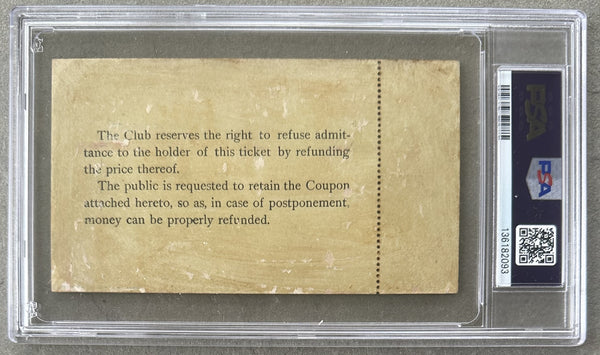 The Club reserves the right to refuse admit-
tance to the holder of this ticket by refunding
the price thereof.
The public is requested to retain the Coupon
attached hereto, so as, in case of postponement,
money can be properly refunded.
PSA
PSA
136182093